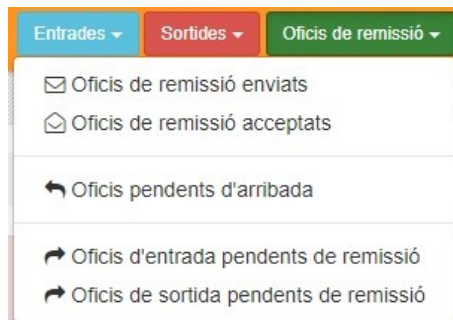 Entrades Sortides Oficis de remissió
Oficis de remissió enviats
Oficis de remissió acceptats
Oficis pendents d'arribada
Oficis d'entrada pendents de remissió
Oficis de sortida pendents de remissió